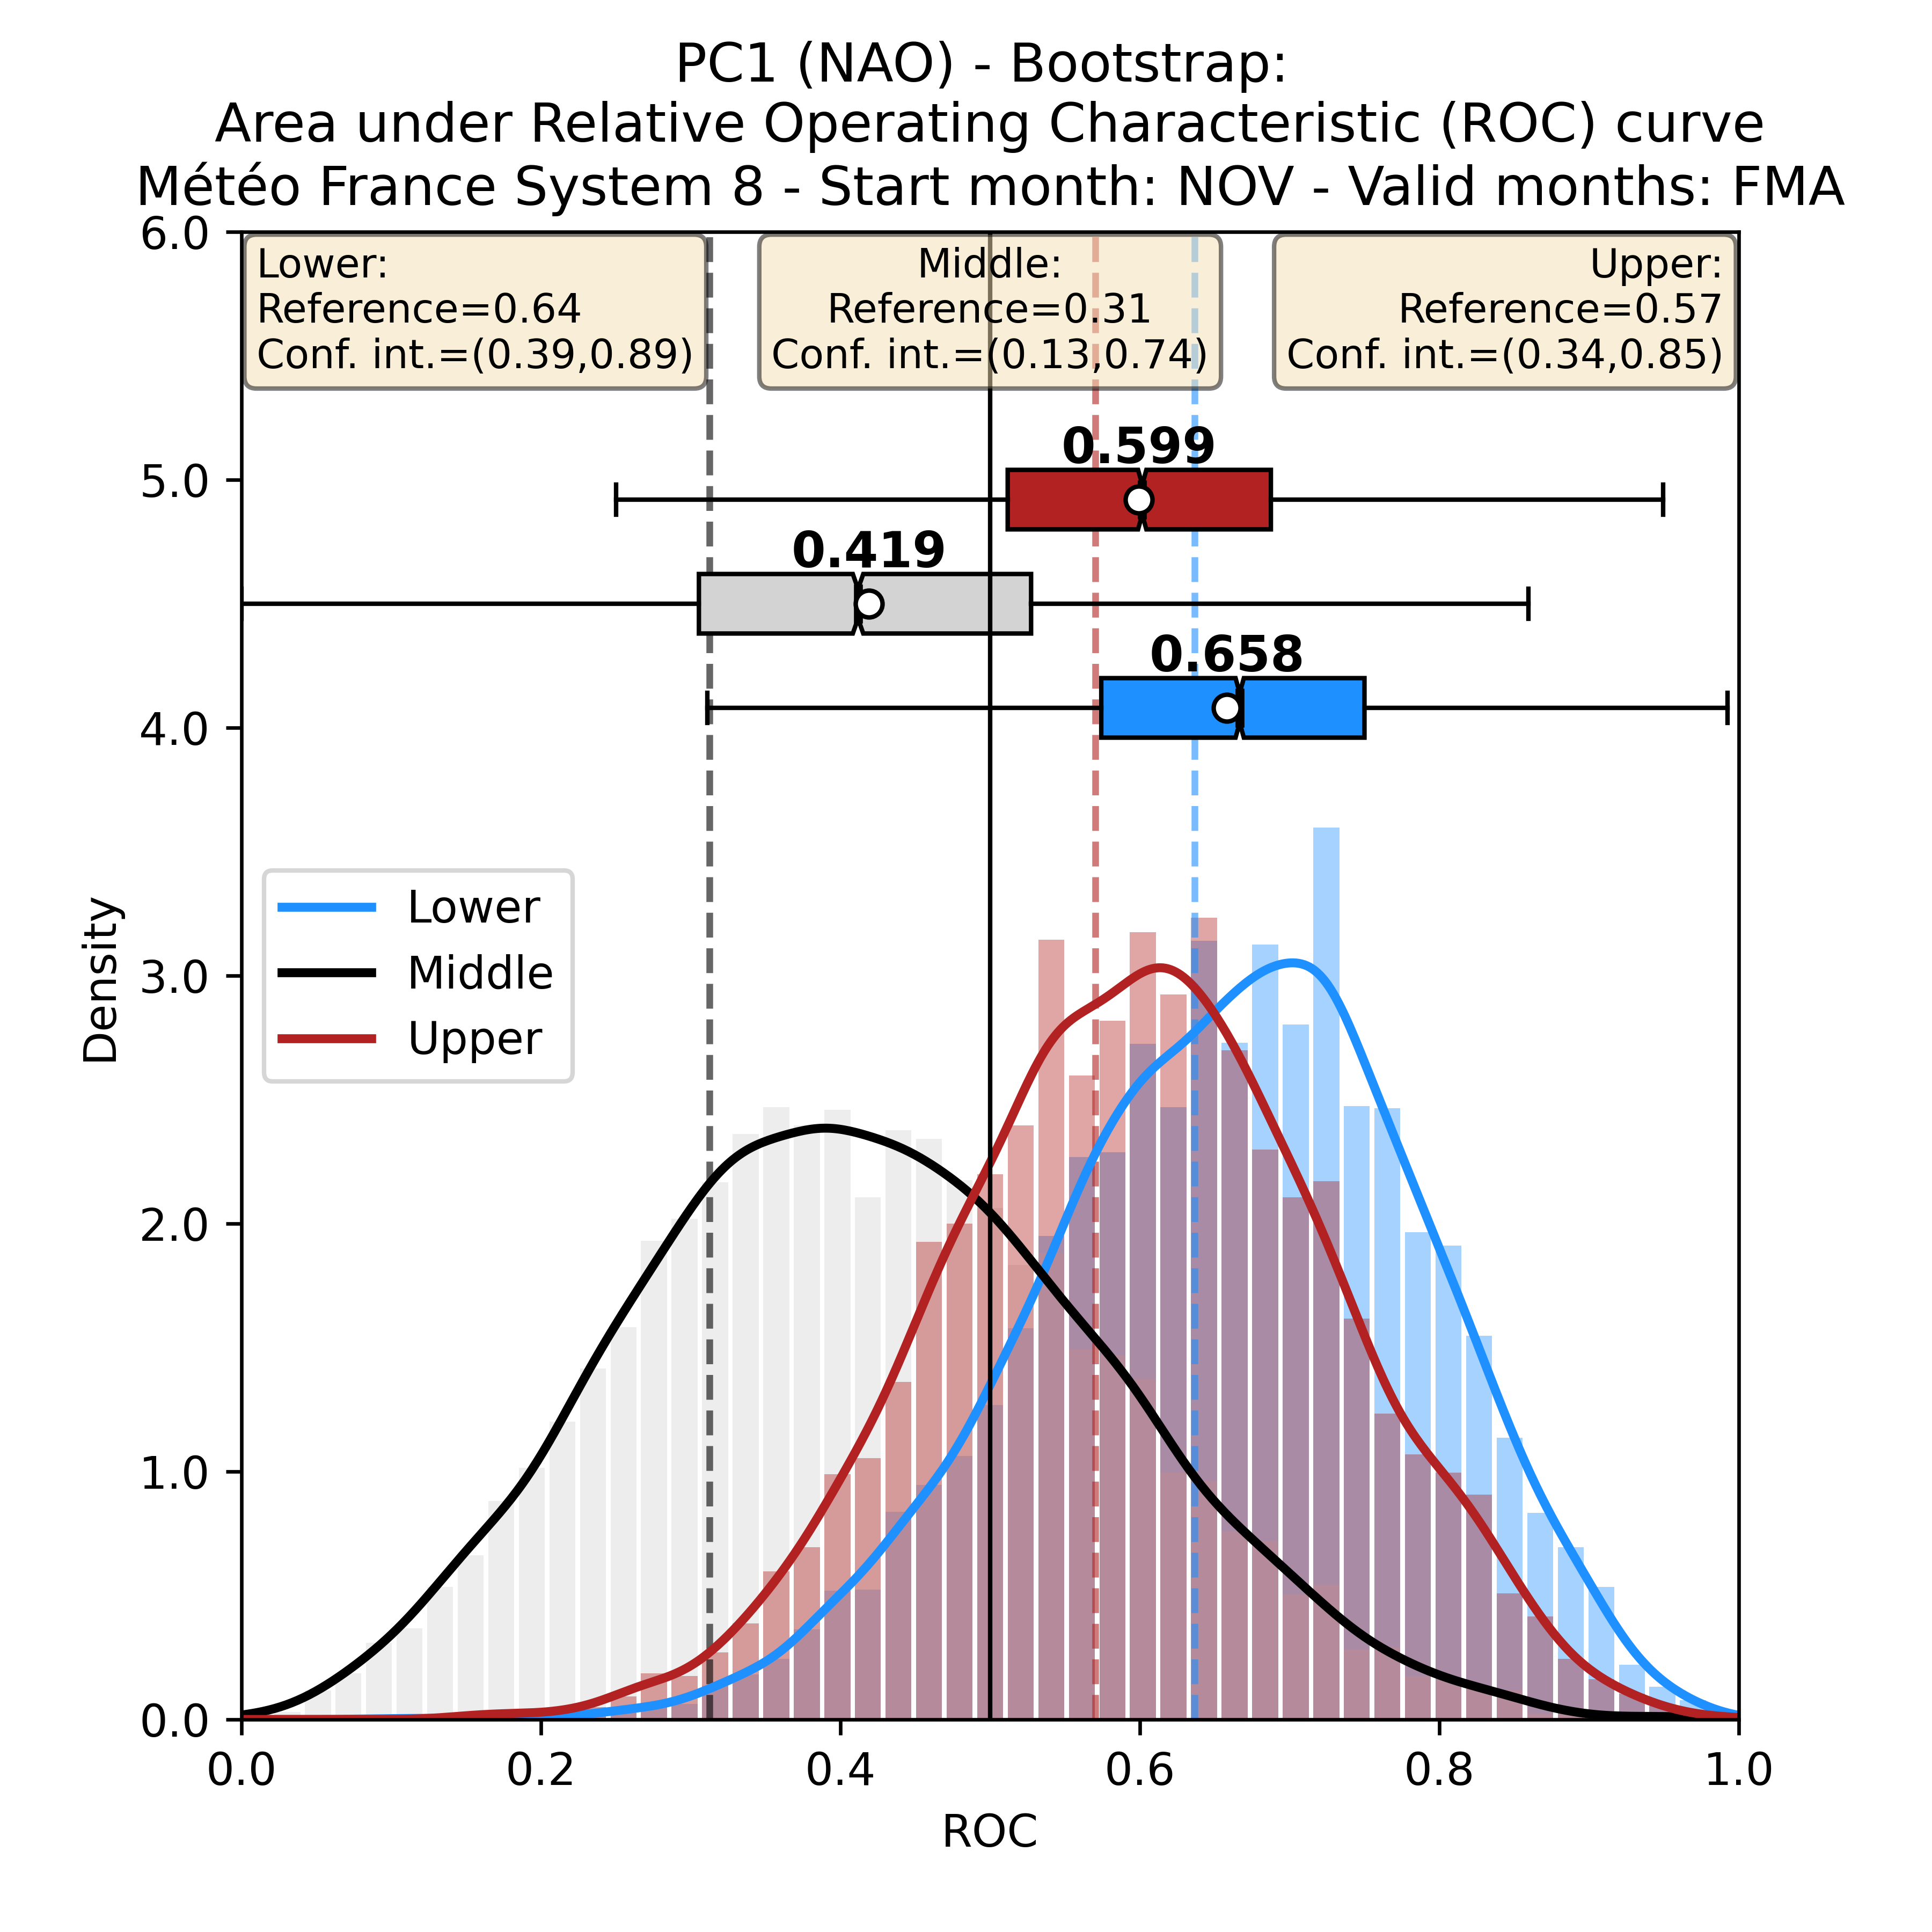 PC1 (NAO) - Bootstrap:
Area under Relative Operating Characteristic (ROC) curve
Météo France System 8 - Start month: NOV - Valid months: FMA
6.0
Lower:
Reference=0.64
Conf. int.=(0.39,0.89)
Middle:
Reference=0.31
Conf. int.=(0.13,0.74)
Upper:
Reference=0.57
Conf. int.=(0.34,0.85)
0.599
5.0
0.419
0.658
4.0
Lower
Middle
Upper
Density
3.0
2.0
1.0
0.0
0.0 0.2 0.4 0.6 0.8 1.0
ROC